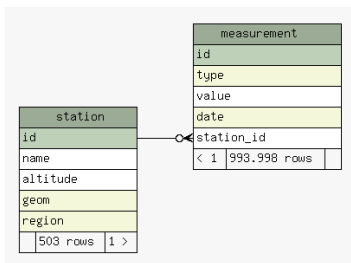 measurement
id
type
value
date
station_id
< 1 993.998 rows
station
id
name
altitude
geom
region
503 rows 1 >